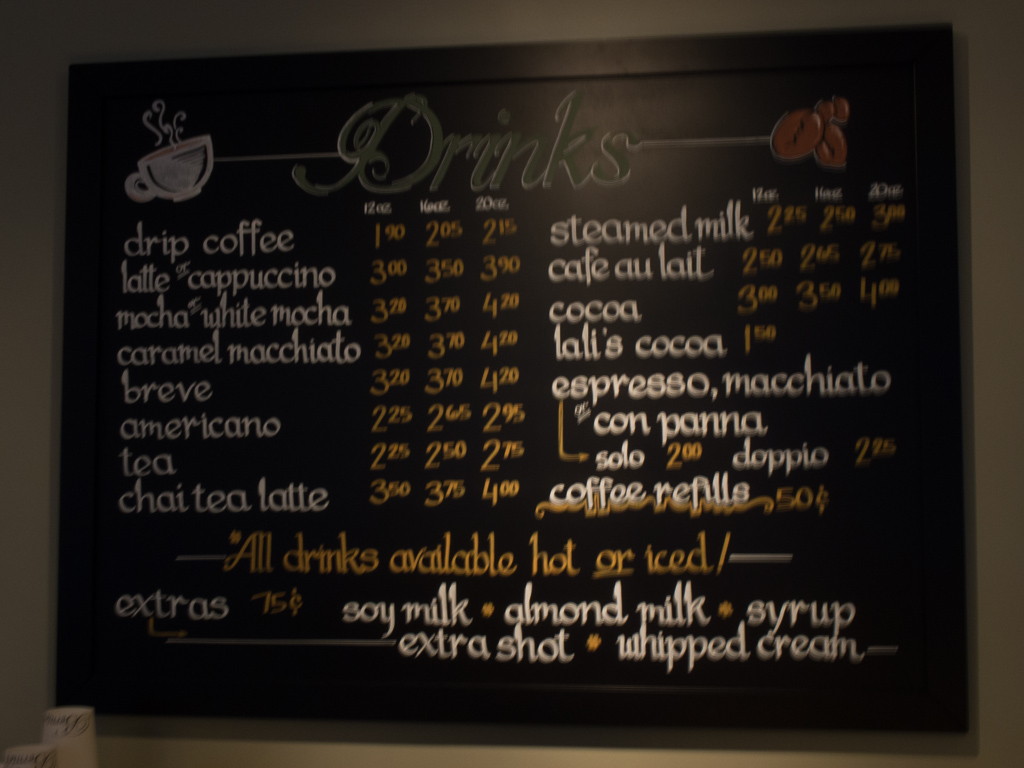 Drinks
12oz. 16oz. 20oz.
drip coffee 1.90 2.05 2.15
latte or cappuccino 3.00 3.50 3.90
mocha or white mocha 3.20 3.70 4.20
caramel macchiato 3.20 3.70 4.20
breve 3.20 3.70 4.20
americano 2.25 2.65 2.95
tea 2.25 2.50 2.75
chai tea latte 3.50 3.75 4.00
12oz. 16oz. 20oz.
steamed milk 2.25 2.50 3.00
cafe au lait 2.50 2.65 2.75
cocoa 3.00 3.50 4.00
lali's cocoa 1.50
espresso, macchiato
or con panna
solo 2.00 doppio 2.25
coffee refills 50¢
*All drinks available hot or iced!
extras 75¢ soy milk * almond milk * syrup
extra shot * whipped cream